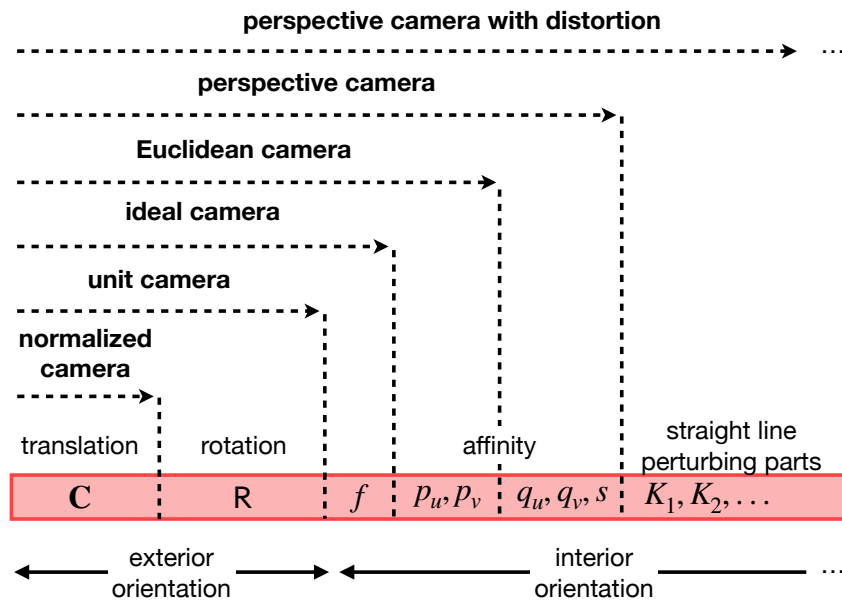 perspective camera with distortion
...
perspective camera
Euclidean camera
ideal camera
unit camera
normalized
camera
translation rotation affinity straight line
perturbing parts
C R f p_u, p_v q_u, q_v, s K_1, K_2, ...
exterior
orientation
interior
orientation
...